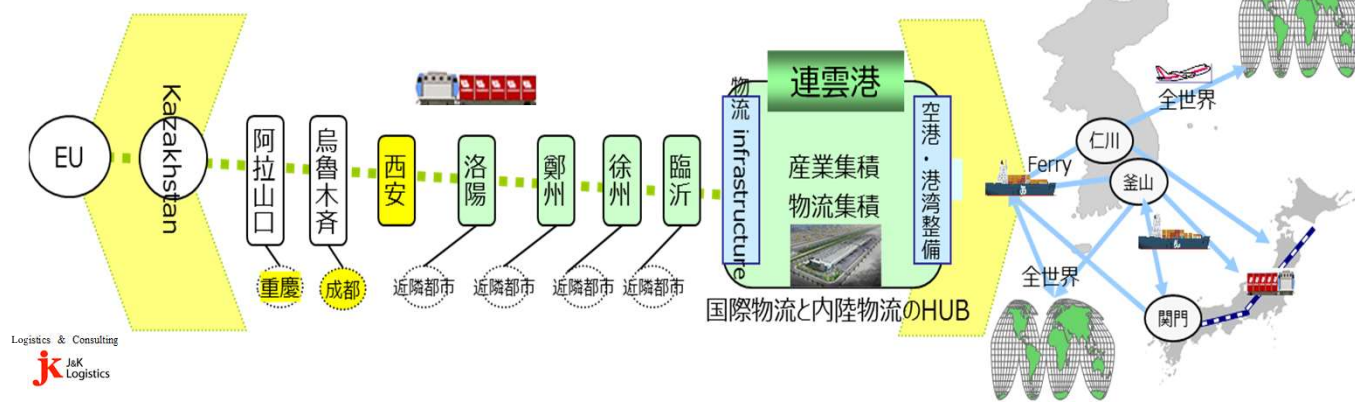 EU
Kazakhstan
阿拉山口
烏魯木斉
西安
洛陽
鄭州
徐州
臨沂
重慶
成都
近隣都市
近隣都市
近隣都市
近隣都市
物流 infrastructure
連雲港
産業集積
物流集積
空港・港湾整備
国際物流と内陸物流のHUB
Ferry
仁川
釜山
関門
全世界
全世界
Logistics & Consulting
jk J&K
Logistics